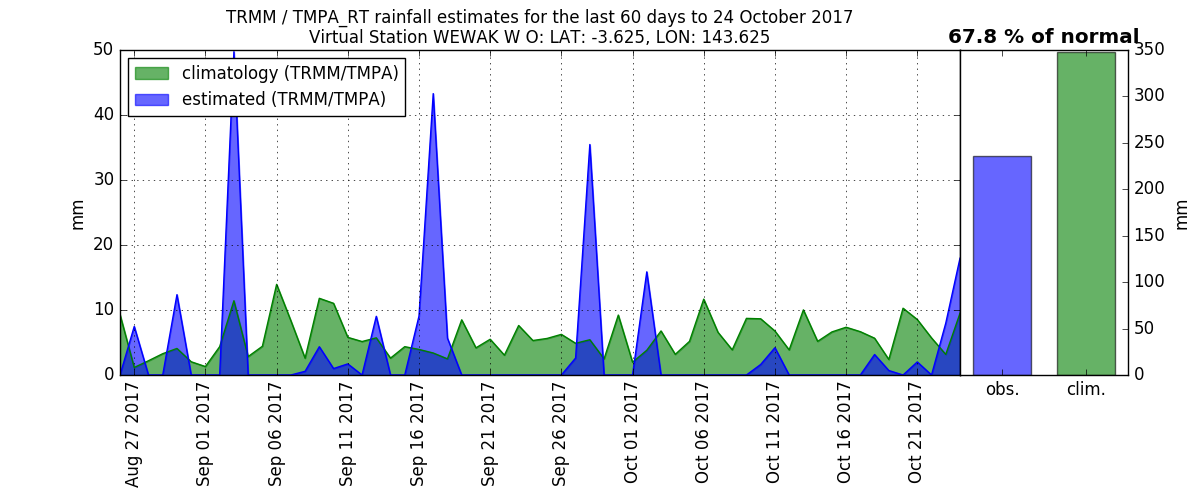 TRMM / TMPA_RT rainfall estimates for the last 60 days to 24 October 2017
Virtual Station WEWAK W O: LAT: -3.625, LON: 143.625
67.8 % of normal
climatology (TRMM/TMPA)
estimated (TRMM/TMPA)
50
40
30
20
10
0
mm
Aug 27 2017
Sep 01 2017
Sep 06 2017
Sep 11 2017
Sep 16 2017
Sep 21 2017
Sep 26 2017
Oct 01 2017
Oct 06 2017
Oct 11 2017
Oct 16 2017
Oct 21 2017
obs.
clim.
350
300
250
200
150
100
50
0
mm